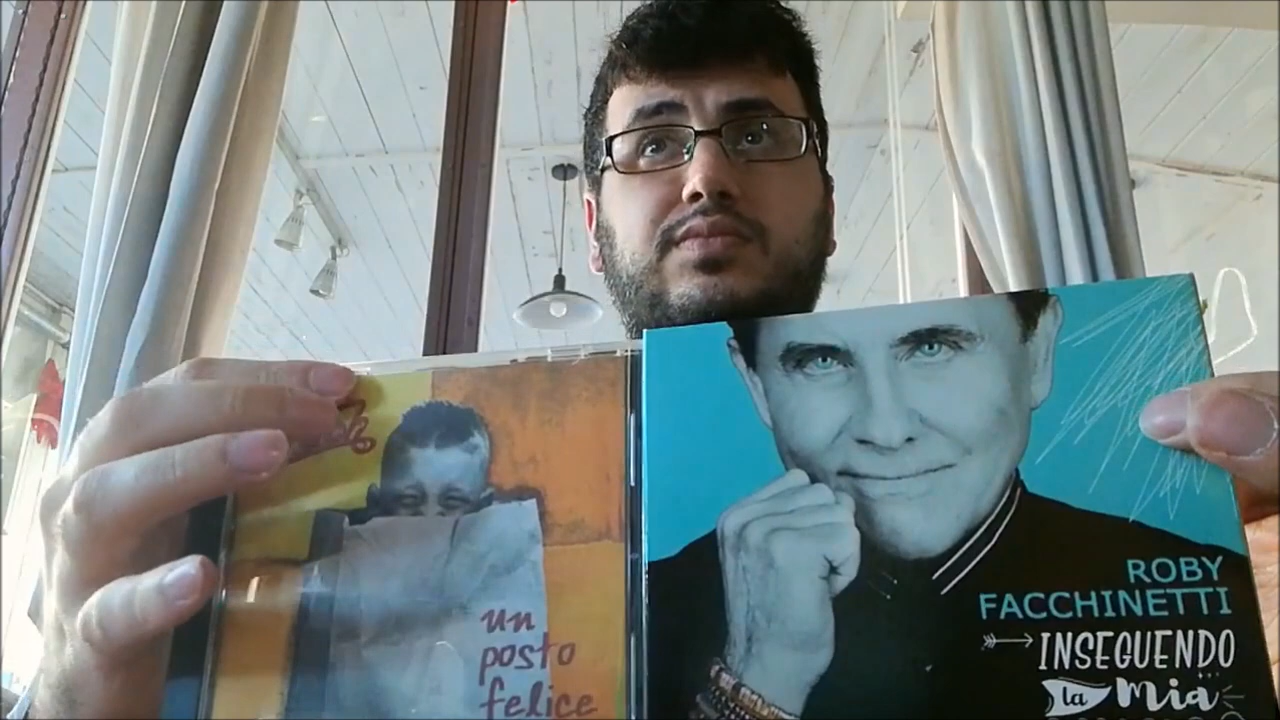 un
posto
felice
ROBY
FACCHINETTI
INSEGUENDO
la Mia